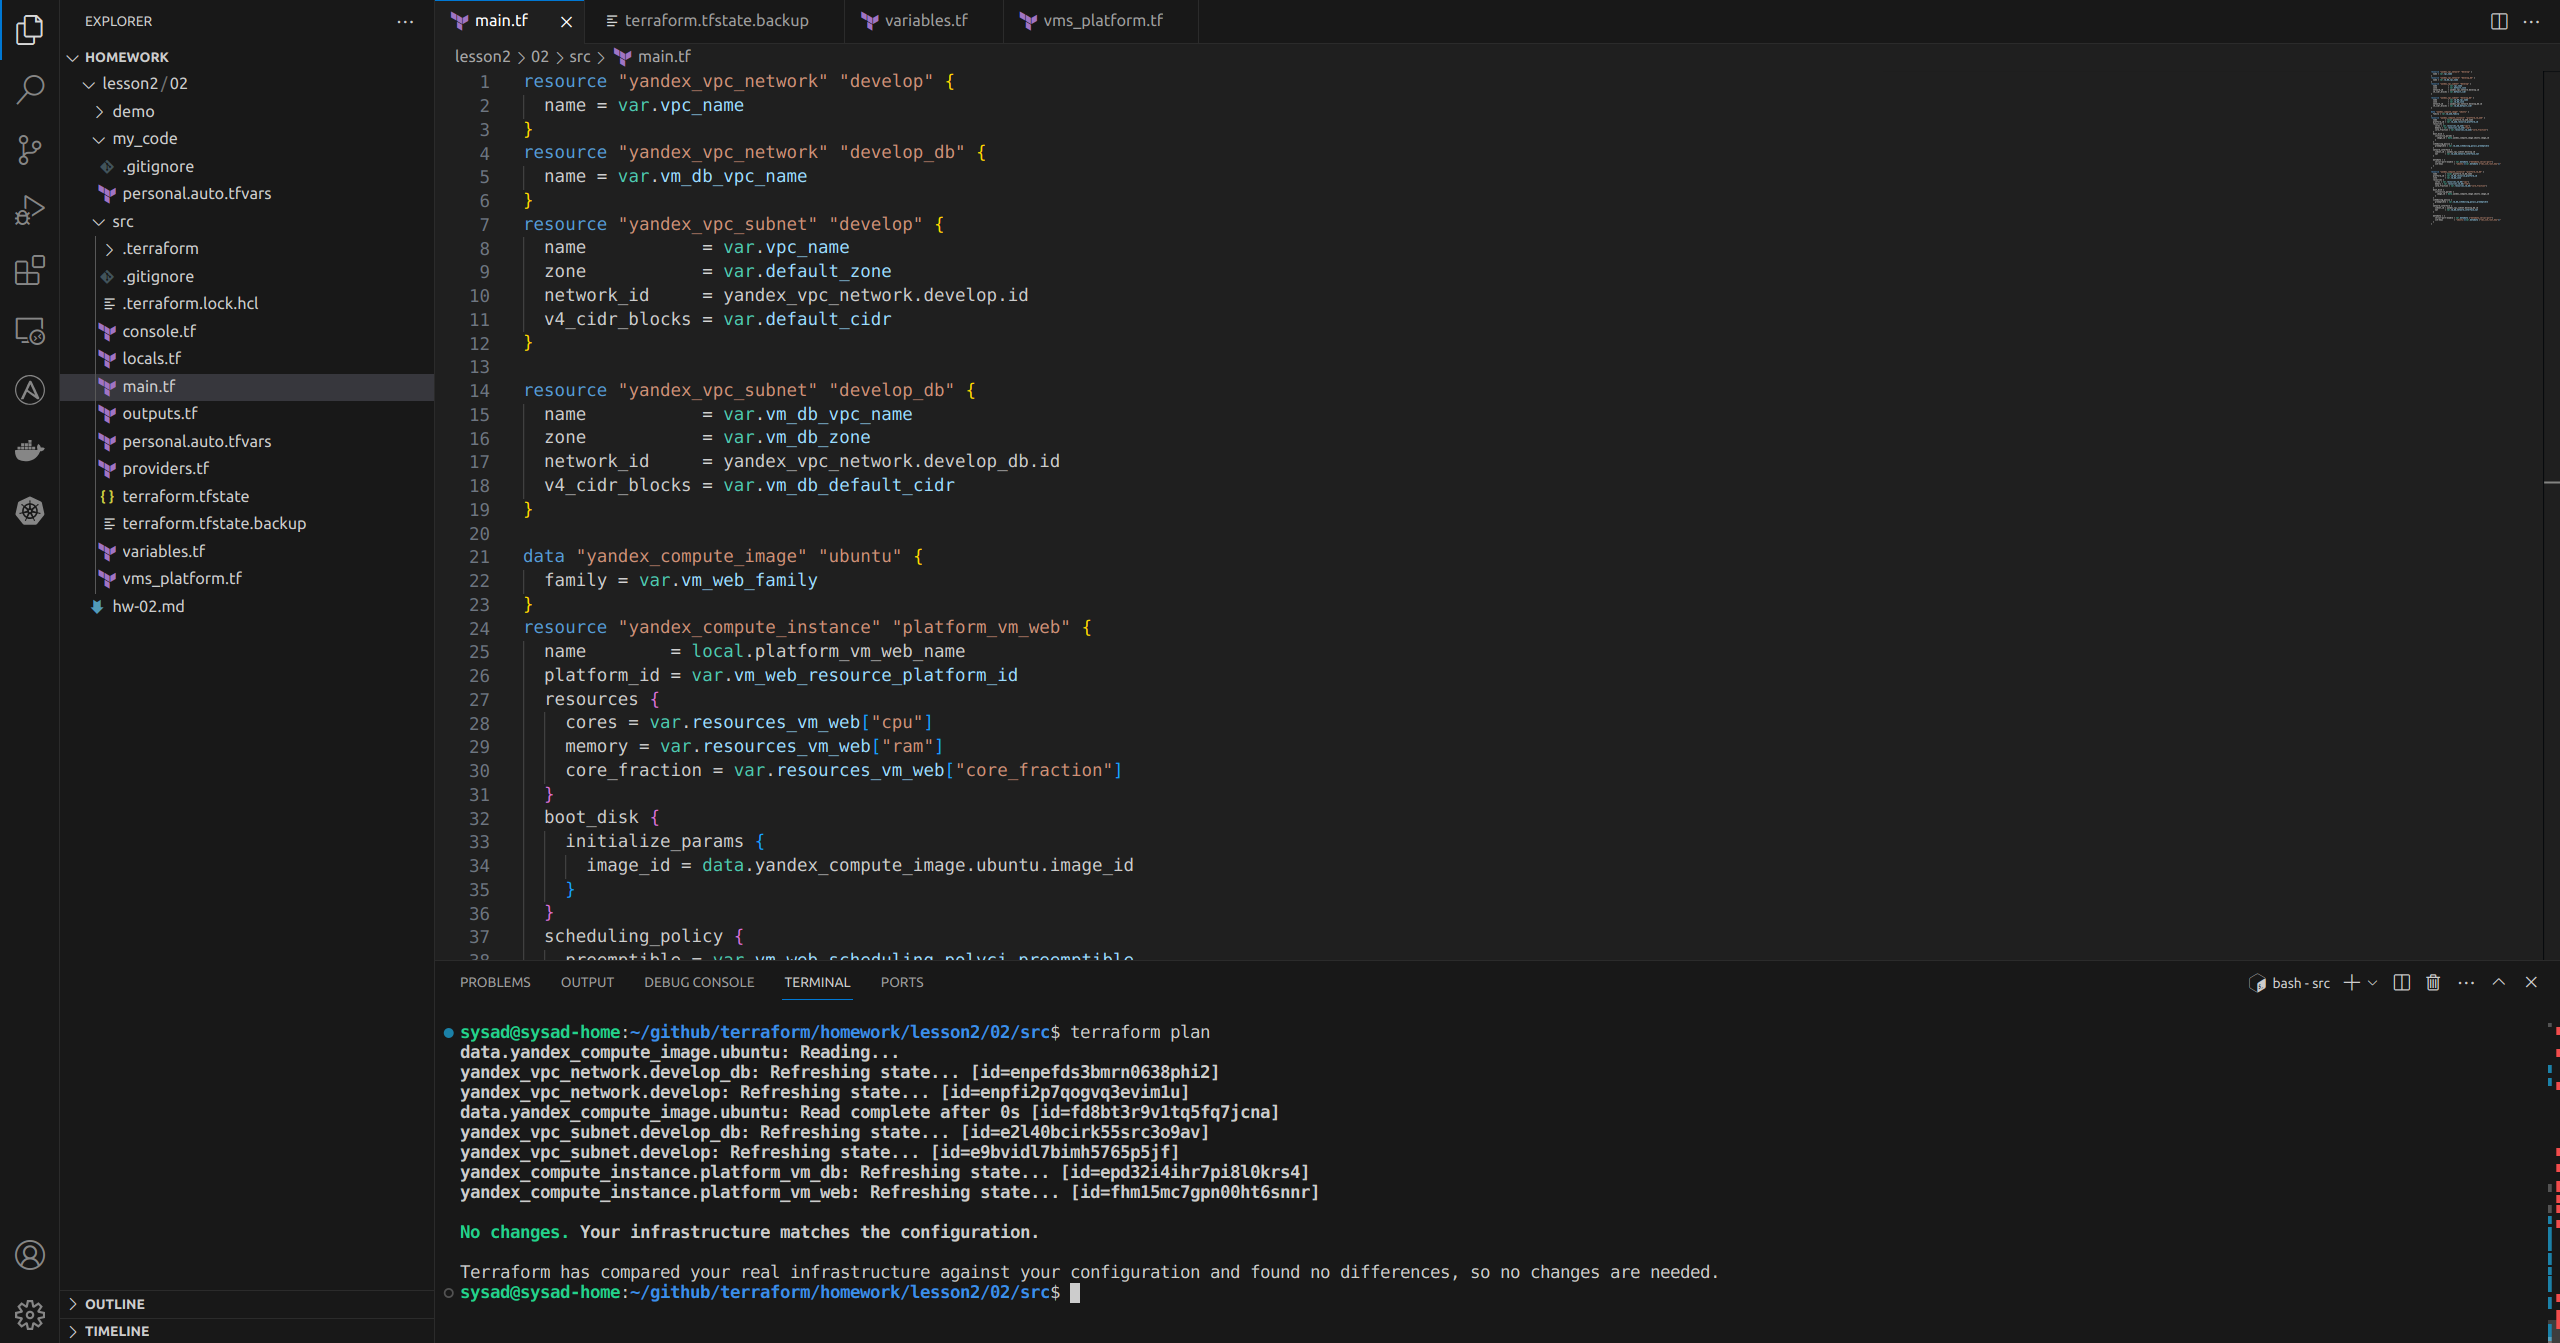 EXPLORER
HOMEWORK
lesson2 / 02
demo
my_code
.gitignore
personal.auto.tfvars
src
.terraform
.gitignore
.terraform.lock.hcl
console.tf
locals.tf
main.tf
outputs.tf
personal.auto.tfvars
providers.tf
terraform.tfstate
terraform.tfstate.backup
variables.tf
vms_platform.tf
hw-02.md
OUTLINE
TIMELINE
main.tf
terraform.tfstate.backup
variables.tf
vms_platform.tf
lesson2 > 02 > src > main.tf
1 resource "yandex_vpc_network" "develop" {
2 name = var.vpc_name
3 }
4 resource "yandex_vpc_network" "develop_db" {
5 name = var.vm_db_vpc_name
6 }
7 resource "yandex_vpc_subnet" "develop" {
8 name = var.vpc_name
9 zone = var.default_zone
10 network_id = yandex_vpc_network.develop.id
11 v4_cidr_blocks = var.default_cidr
12 }
13
14 resource "yandex_vpc_subnet" "develop_db" {
15 name = var.vm_db_vpc_name
16 zone = var.vm_db_zone
17 network_id = yandex_vpc_network.develop_db.id
18 v4_cidr_blocks = var.vm_db_default_cidr
19 }
20
21 data "yandex_compute_image" "ubuntu" {
22 family = var.vm_web_family
23 }
24 resource "yandex_compute_instance" "platform_vm_web" {
25 name = local.platform_vm_web_name
26 platform_id = var.vm_web_resource_platform_id
27 resources {
28 cores = var.resources_vm_web["cpu"]
29 memory = var.resources_vm_web["ram"]
30 core_fraction = var.resources_vm_web["core_fraction"]
31 }
32 boot_disk {
33 initialize_params {
34 image_id = data.yandex_compute_image.ubuntu.image_id
35 }
36 }
37 scheduling_policy {
38 preemptible = var.vm_web_scheduling_polyci_preemptible
PROBLEMS OUTPUT DEBUG CONSOLE TERMINAL PORTS
bash - src
sysad@sysad-home:~/github/terraform/homework/lesson2/02/src$ terraform plan
data.yandex_compute_image.ubuntu: Reading...
yandex_vpc_network.develop_db: Refreshing state... [id=enpefds3bmrn0638phi2]
yandex_vpc_network.develop: Refreshing state... [id=enpfi2p7qogvq3evim1u]
data.yandex_compute_image.ubuntu: Read complete after 0s [id=fd8bt3r9v1tq5fq7jcna]
yandex_vpc_subnet.develop_db: Refreshing state... [id=e2l40bcirk55src3o9av]
yandex_vpc_subnet.develop: Refreshing state... [id=e9bvidl7bimh5765p5jf]
yandex_compute_instance.platform_vm_db: Refreshing state... [id=epd32i4ihr7pi8l0krs4]
yandex_compute_instance.platform_vm_web: Refreshing state... [id=fhm15mc7gpn00ht6snnr]
No changes. Your infrastructure matches the configuration.
Terraform has compared your real infrastructure against your configuration and found no differences, so no changes are needed.
sysad@sysad-home:~/github/terraform/homework/lesson2/02/src$